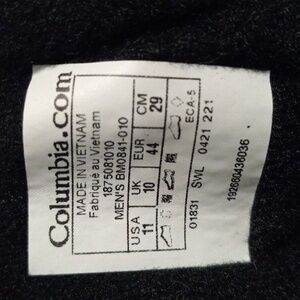 Columbia.com
MADE IN VIETNAM
Fabriqué au Vietnam
1875081010
MEN'S BM0841-010
USA UK EUR CM
11 10 44 29
ECA-5
01831 SWL 0421 221
192660436036